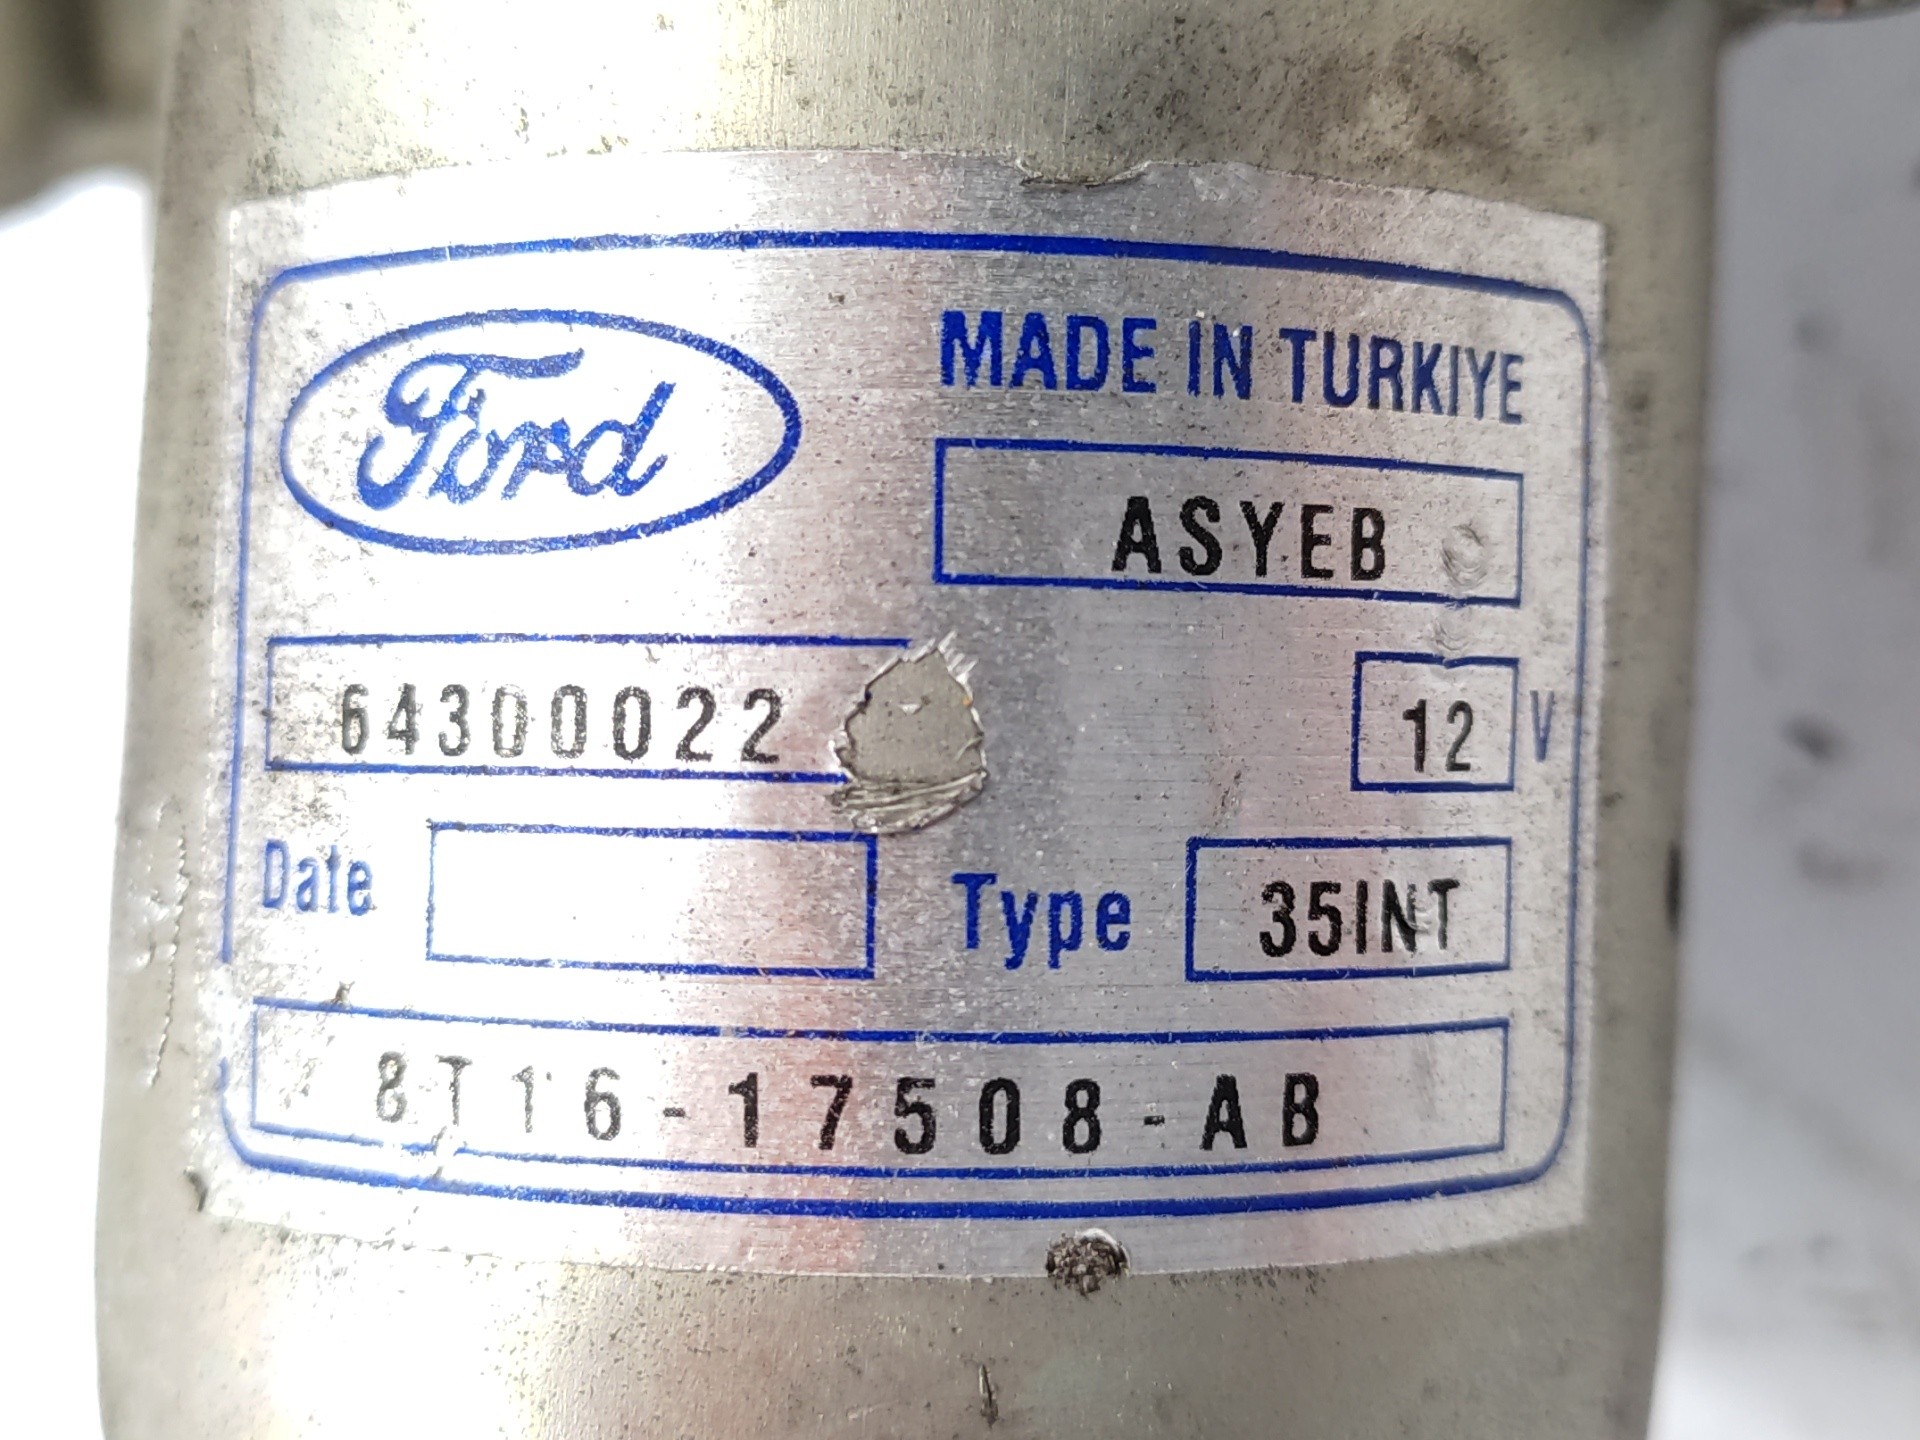 Ford
MADE IN TURKIYE
ASYEB
64300022
12 V
Date
Type 35INT
8T16-17508-AB